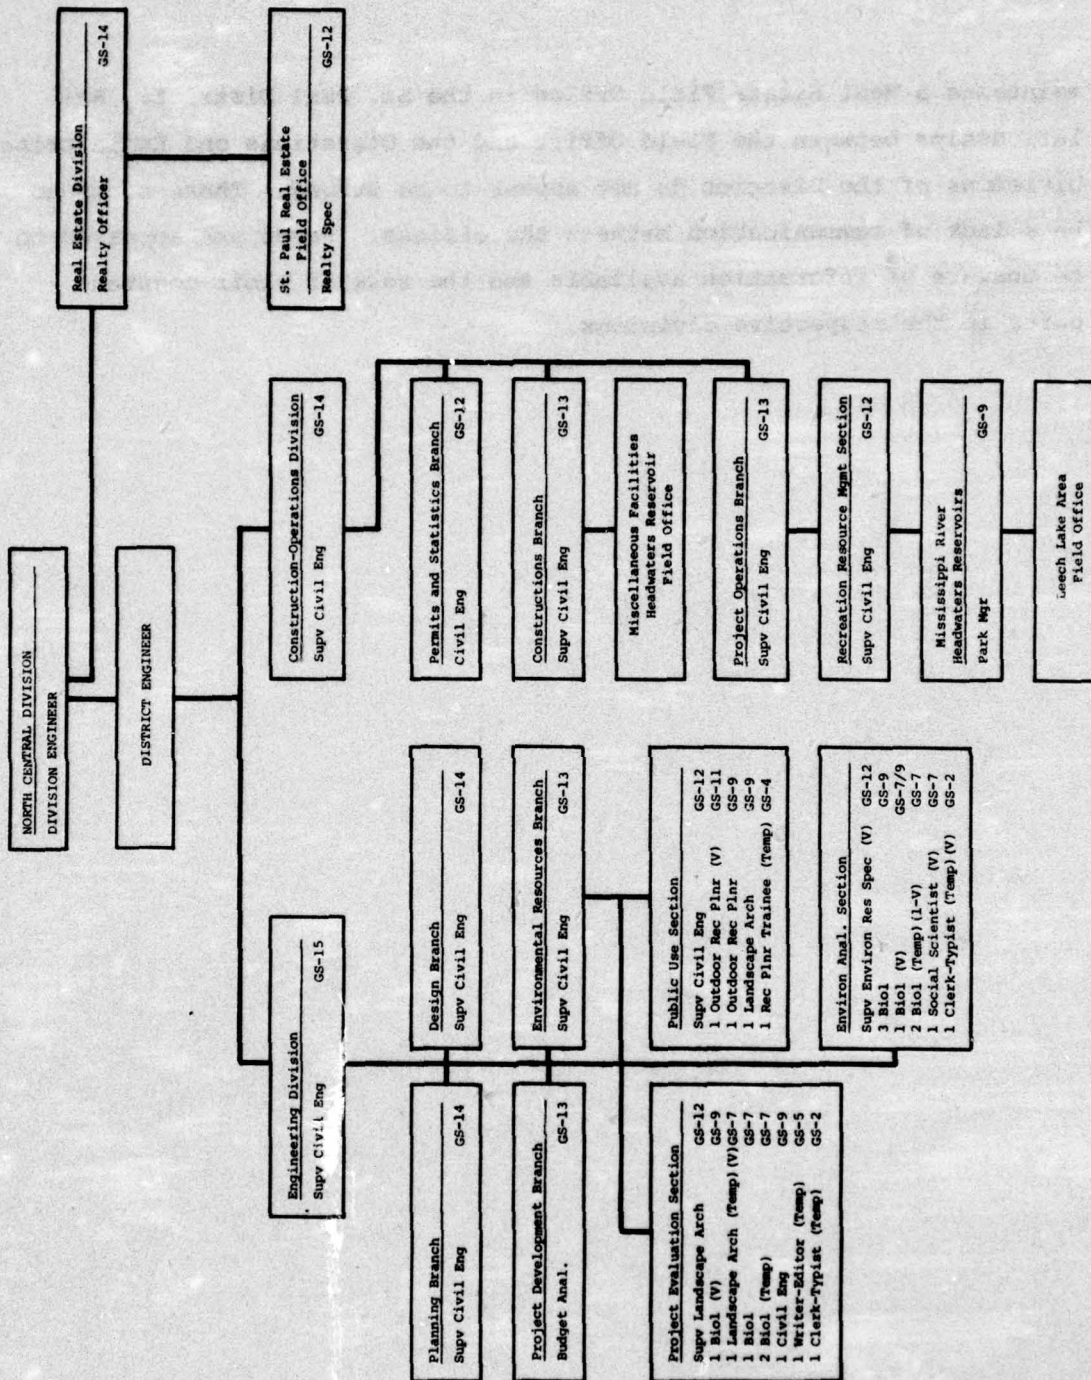 NORTH CENTRAL DIVISION
DIVISION ENGINEER
DISTRICT ENGINEER
Real Estate Division
Realty Officer GS-14
St. Paul Real Estate
Field Office
Realty Spec GS-12
Engineering Division
Supv Civil Eng GS-15
Construction-Operations Division
Supv Civil Eng GS-14
Planning Branch
Supv Civil Eng GS-14
Design Branch
Supv Civil Eng GS-14
Permits and Statistics Branch
Civil Eng GS-12
Project Development Branch
Budget Anal. GS-13
Environmental Resources Branch
Supv Civil Eng GS-13
Constructions Branch
Supv Civil Eng GS-13
Miscellaneous Facilities
Headwaters Reservoir
Field Office
Project Evaluation Section
Supv Landscape Arch GS-12
1 Biol (V) GS-9
1 Landscape Arch (Temp)(V)GS-7
1 Biol GS-7
2 Biol (Temp) GS-7
1 Civil Eng GS-9
1 Writer-Editor (Temp) GS-5
1 Clerk-Typist (Temp) GS-2
Public Use Section
Supv Civil Eng GS-12
1 Outdoor Rec Plnr (V) GS-11
1 Outdoor Rec Plnr GS-9
1 Landscape Arch GS-9
1 Rec Plnr Trainee (Temp) GS-4
Project Operations Branch
Supv Civil Eng GS-13
Recreation Resource Mgmt Section
Supv Civil Eng GS-12
Environ Anal. Section
Supv Environ Res Spec (V) GS-12
3 Biol GS-9
1 Biol (V) GS-7/9
2 Biol (Temp)(1-V) GS-7
1 Social Scientist (V) GS-7
1 Clerk-Typist (Temp)(V) GS-2
Mississippi River
Headwaters Reservoirs
Park Mgr GS-9
Leech Lake Area
Field Office